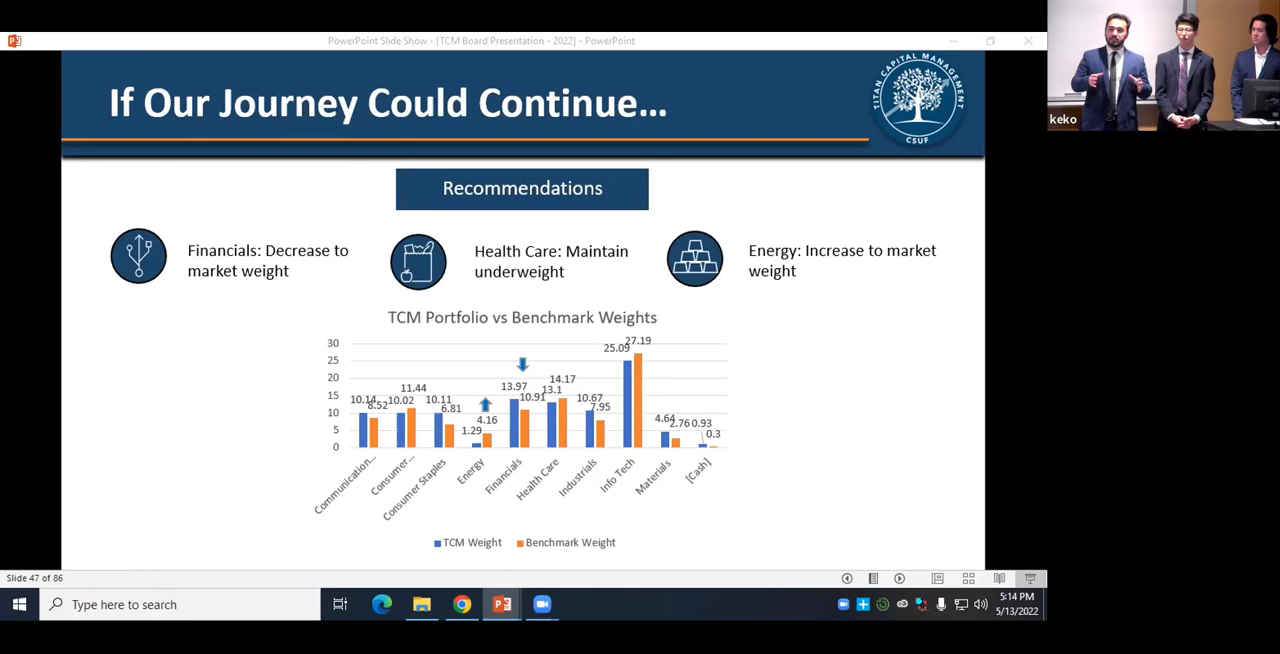 PowerPoint Slide Show - [TCM Board Presentation - 2022] - PowerPoint
If Our Journey Could Continue...
TITAN CAPITAL MANAGEMENT
CSUF
keko
Recommendations
Financials: Decrease to
market weight
Health Care: Maintain
underweight
Energy: Increase to market
weight
TCM Portfolio vs Benchmark Weights
30
25
20
15
10
5
0
10.14
8.52
10.02
11.44
10.11
6.81
1.29
4.16
13.97
10.91
13.1
14.17
10.67
7.95
25.09
27.19
4.64
2.76
0.93
0.3
Communication...
Consumer...
Consumer Staples
Energy
Financials
Health Care
Industrials
Info Tech
Materials
[Cash]
TCM Weight
Benchmark Weight
Slide 47 of 86
Type here to search
5:14 PM
5/13/2022